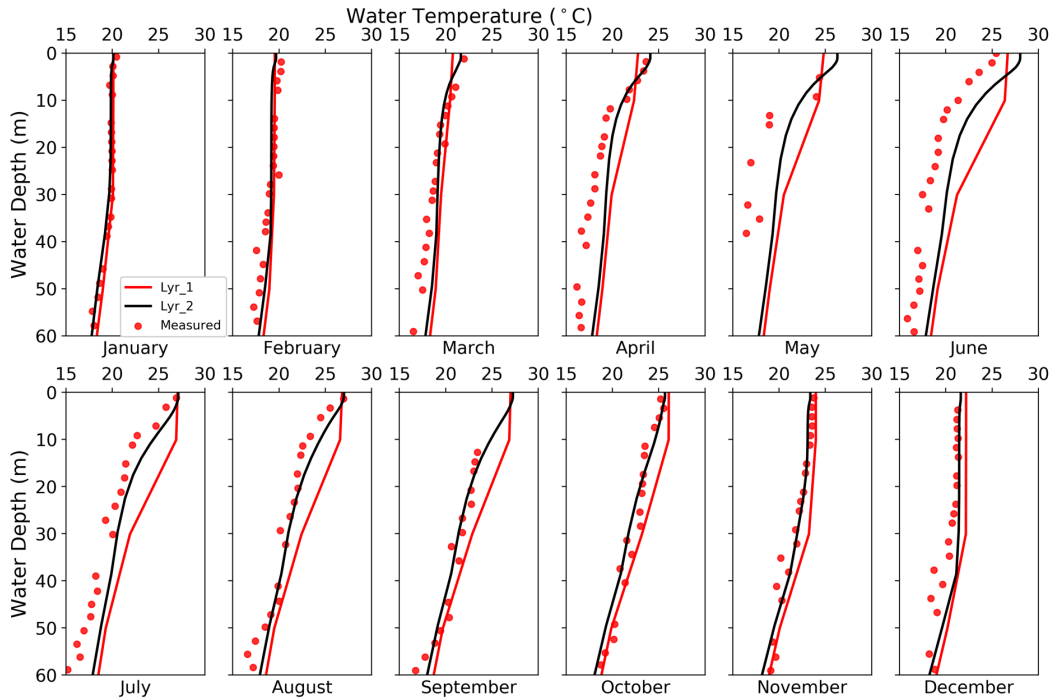 Water Temperature (°C)
15 20 25 30 15 20 25 30 15 20 25 30 15 20 25 30 15 20 25 30 15 20 25 30
0
10
20
30
40
50
60
Water Depth (m)
Lyr_1
Lyr_2
Measured
January February March April May June
15 20 25 30 15 20 25 30 15 20 25 30 15 20 25 30 15 20 25 30 15 20 25 30
0
10
20
30
40
50
60
Water Depth (m)
July August September October November December